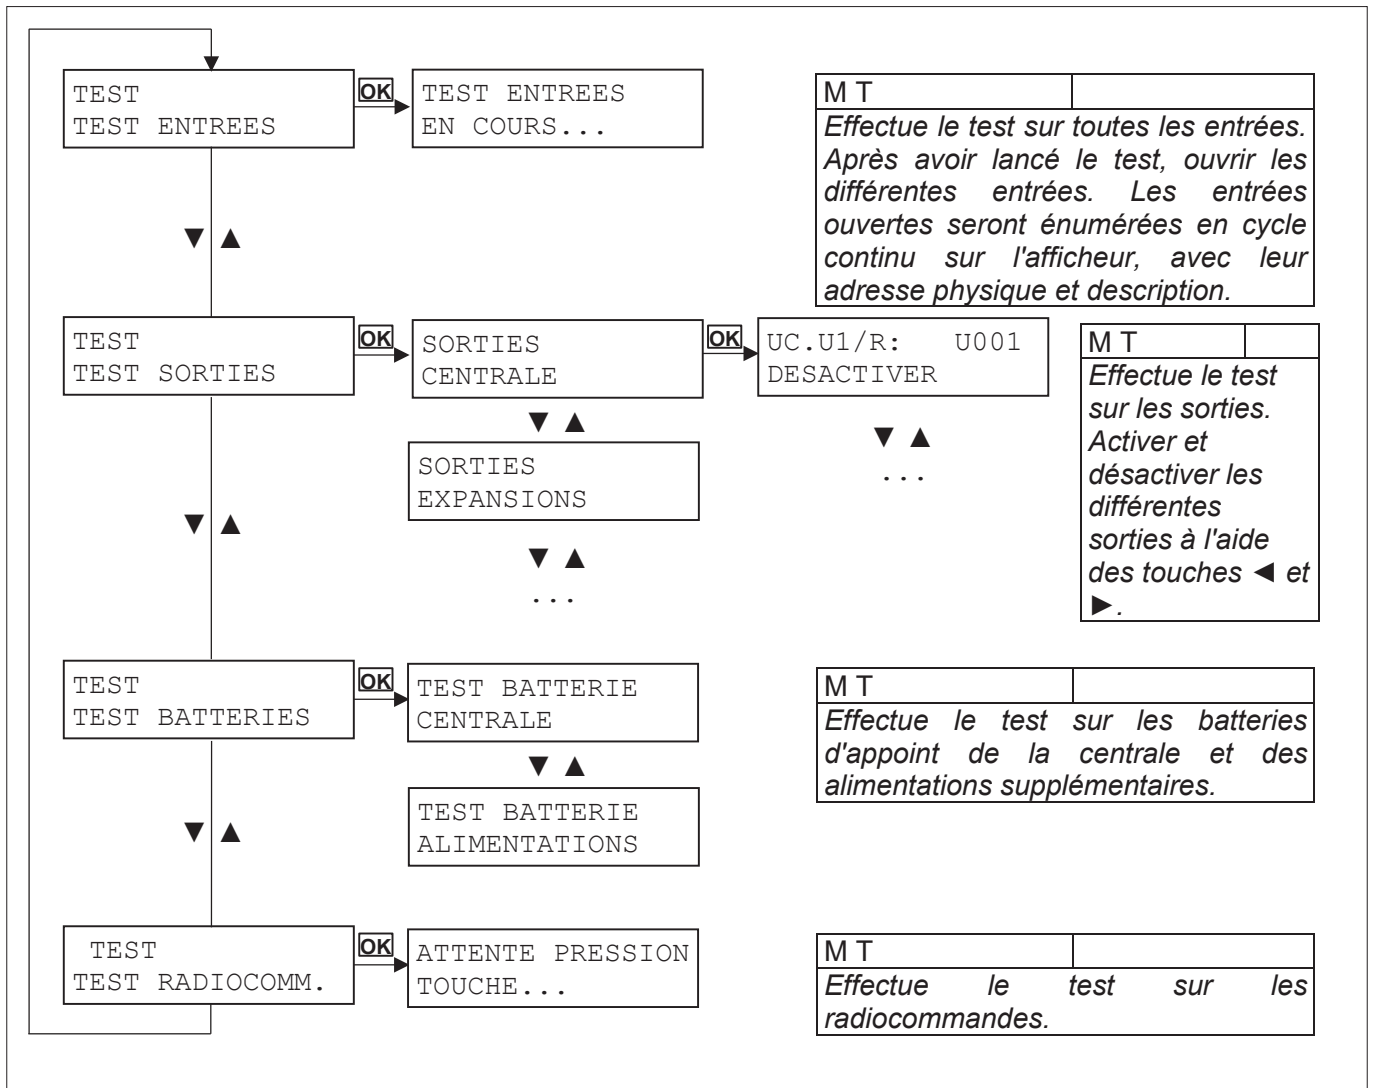 TEST
TEST ENTREES
OK
TEST ENTREES
EN COURS...
M T
Effectue le test sur toutes les entrées.
Après avoir lancé le test, ouvrir les
différentes entrées. Les entrées
ouvertes seront énumérées en cycle
continu sur l'afficheur, avec leur
adresse physique et description.
▼ ▲
TEST
TEST SORTIES
OK
SORTIES
CENTRALE
OK
UC.U1/R: U001
DESACTIVER
M T
Effectue le test
sur les sorties.
Activer et
désactiver les
différentes
sorties à l'aide
des touches ◄ et
►.
▼ ▲
SORTIES
EXPANSIONS
▼ ▲
...
▼ ▲
▼ ▲
...
TEST
TEST BATTERIES
OK
TEST BATTERIE
CENTRALE
M T
Effectue le test sur les batteries
d'appoint de la centrale et des
alimentations supplémentaires.
▼ ▲
TEST BATTERIE
ALIMENTATIONS
▼ ▲
TEST
TEST RADIOCOMM.
OK
ATTENTE PRESSION
TOUCHE...
M T
Effectue le test sur les
radiocommandes.